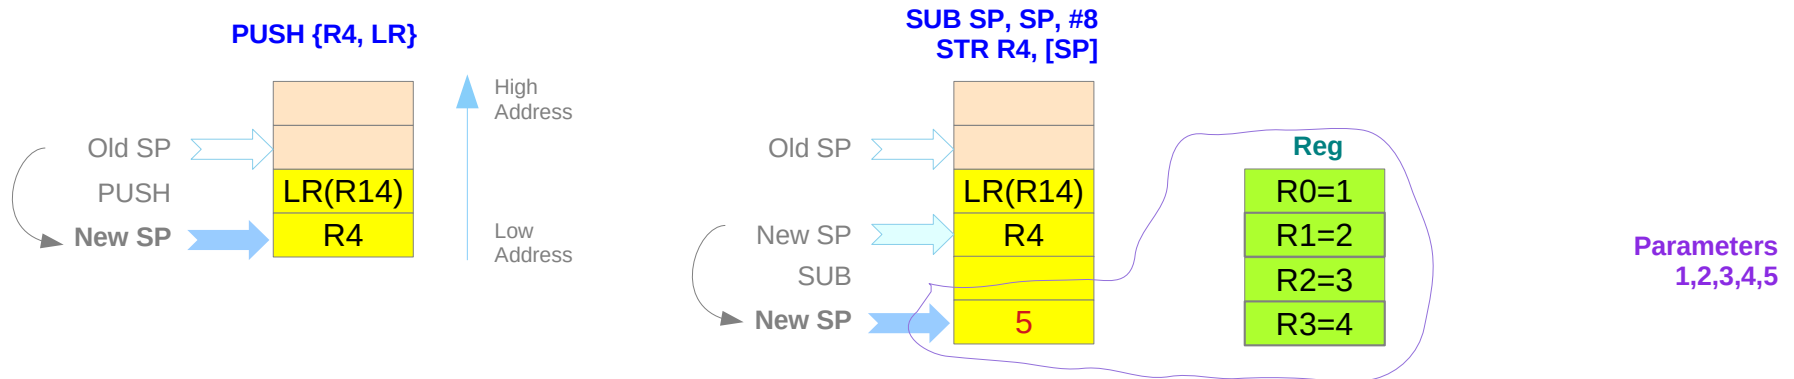 PUSH {R4, LR}
High
Address
Old SP
PUSH
LR(R14)
New SP
R4
Low
Address
SUB SP, SP, #8
STR R4, [SP]
Old SP
LR(R14)
New SP
R4
SUB
New SP
5
Reg
R0=1
R1=2
R2=3
R3=4
Parameters
1,2,3,4,5